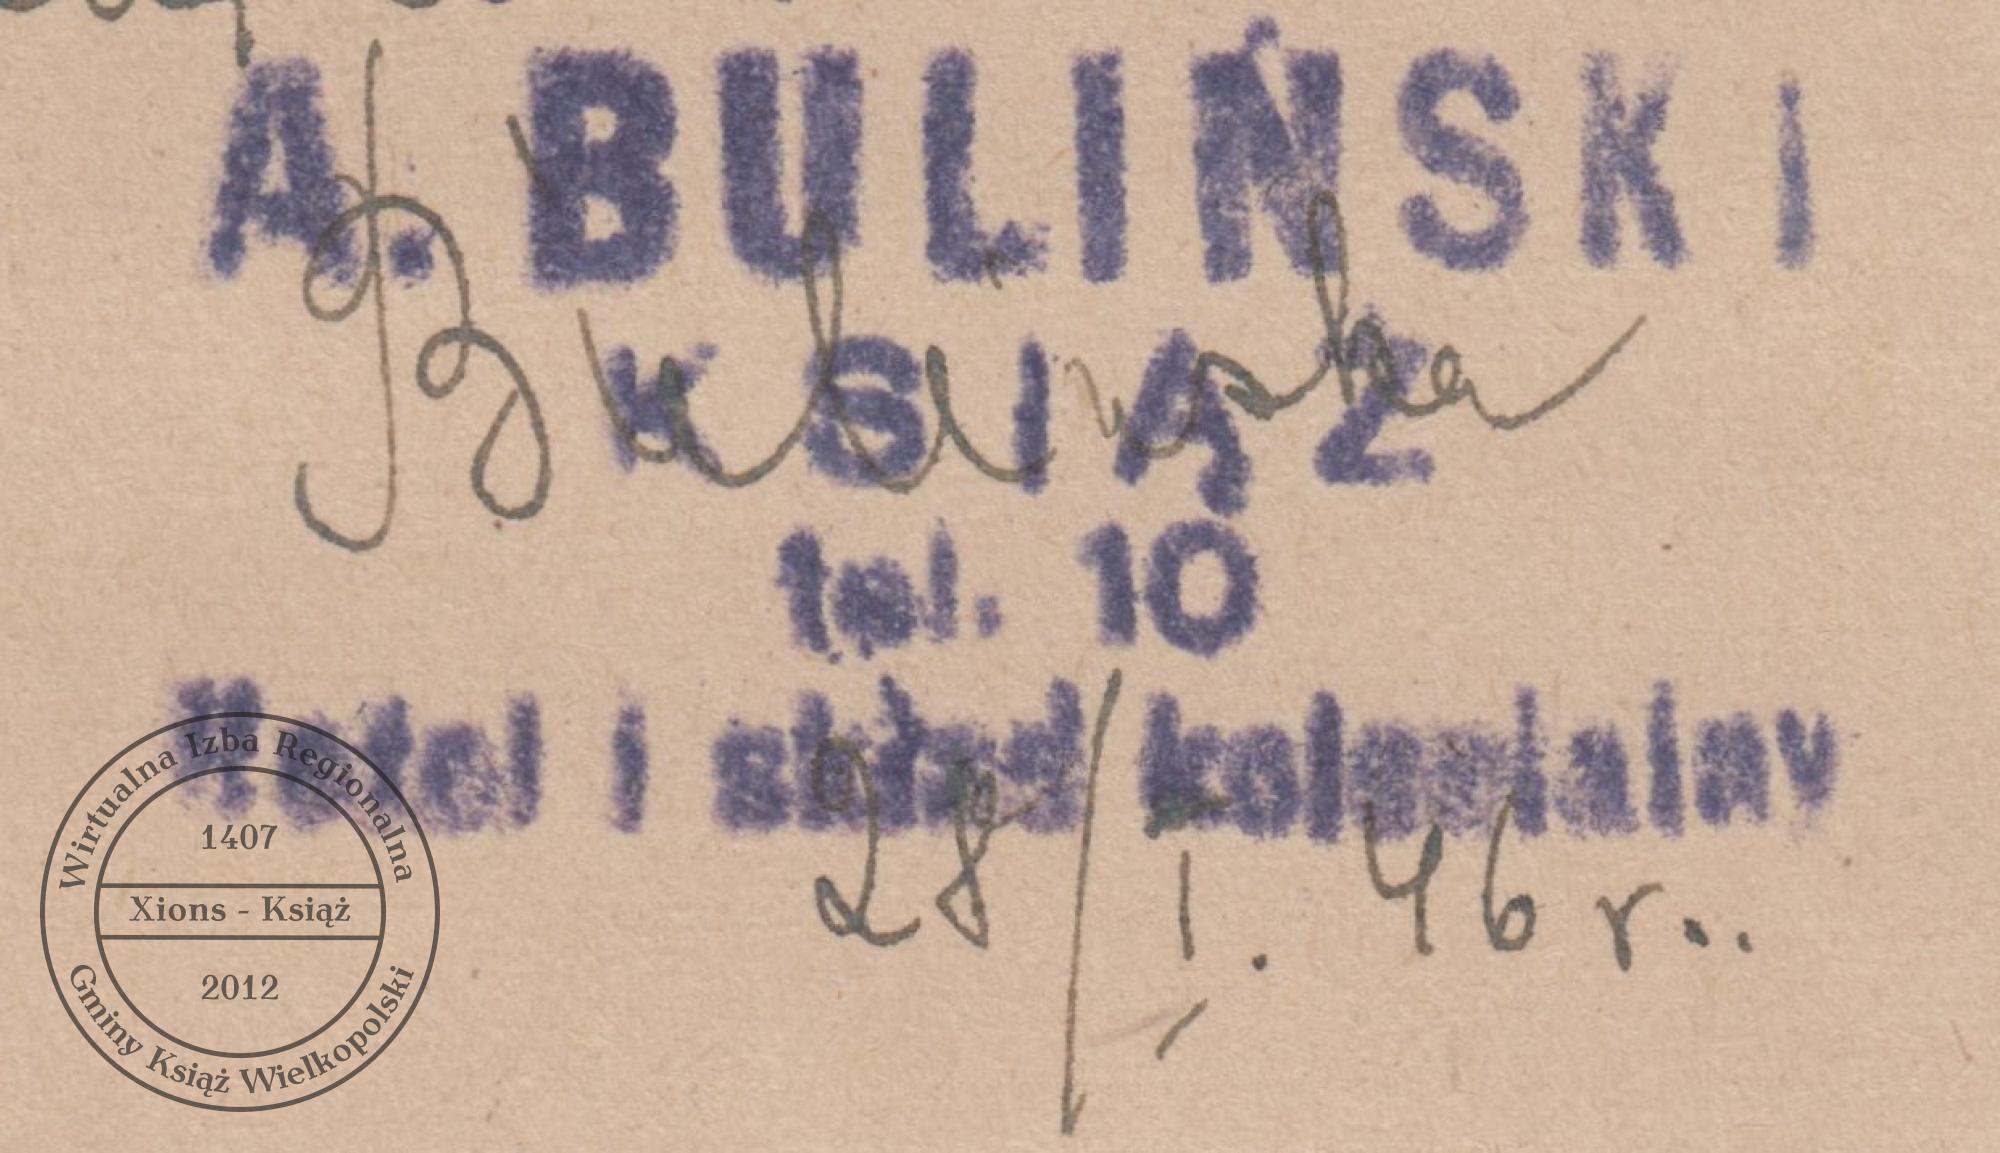 A. BULIŃSKI
Bulinska
KSIĄŻ
tel. 10
Hotel i skład kolonialny
28/I. 46 r..
Wirtualna Izba Regionalna
1407
Xions - Książ
2012
Gminy Książ Wielkopolski